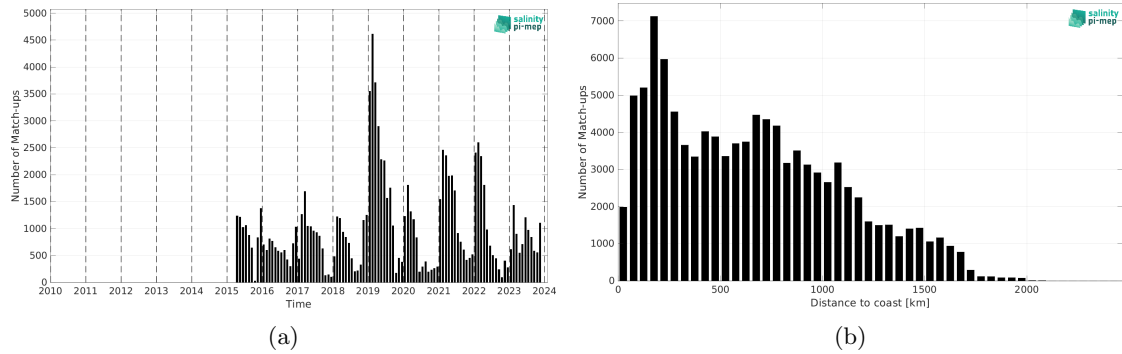 5000
4500
4000
3500
3000
2500
2000
1500
1000
500
0
Number of Match-ups
2010 2011 2012 2013 2014 2015 2016 2017 2018 2019 2020 2021 2022 2023 2024
Time
salinity
pi-mep
(a)
7000
6000
5000
4000
3000
2000
1000
0
Number of Match-ups
0 500 1000 1500 2000
Distance to coast [km]
salinity
pi-mep
(b)